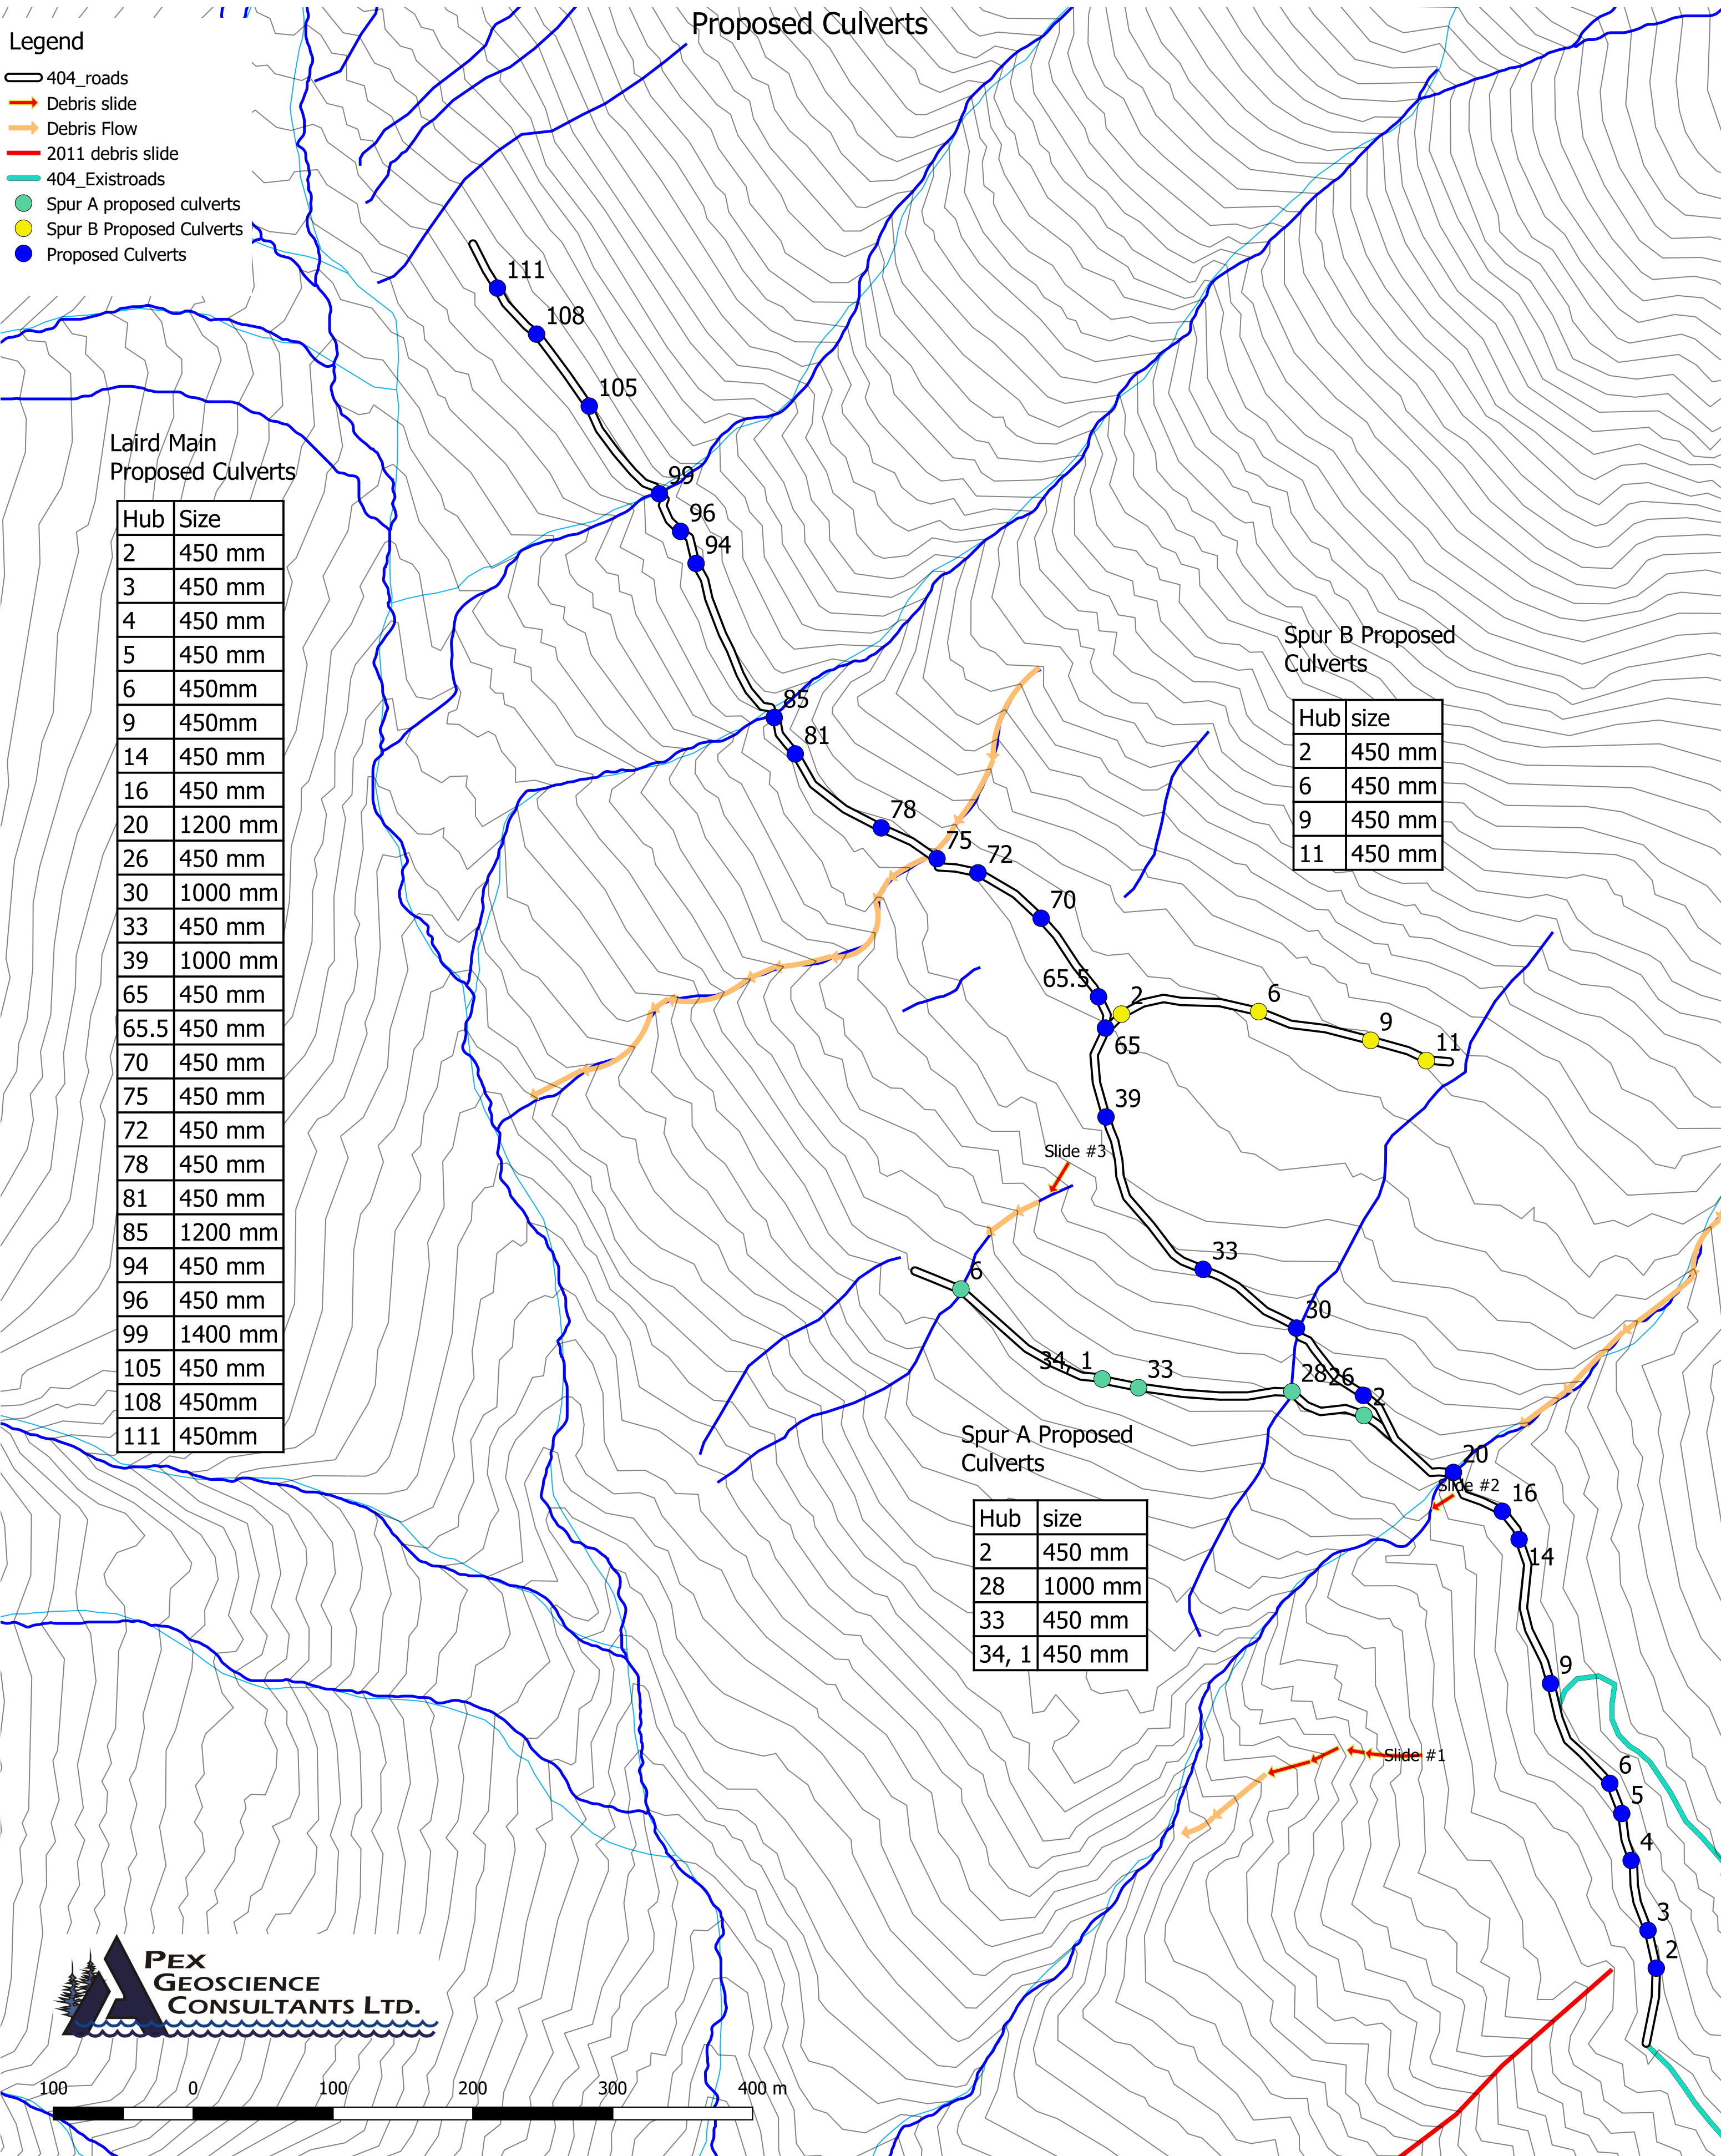 Proposed Culverts
Legend
404_roads
Debris slide
Debris Flow
2011 debris slide
404_Existroads
Spur A proposed culverts
Spur B Proposed Culverts
Proposed Culverts
111
108
105
99
96
94
85
81
78
75
72
70
65.5
2
6
9
11
65
39
Slide #3
33
6
30
34, 1
33
28
26
2
20
Slide #2
16
14
9
Slide #1
6
5
4
3
2
Laird Main
Proposed Culverts
Hub Size
2 450 mm
3 450 mm
4 450 mm
5 450 mm
6 450mm
9 450mm
14 450 mm
16 450 mm
20 1200 mm
26 450 mm
30 1000 mm
33 450 mm
39 1000 mm
65 450 mm
65.5 450 mm
70 450 mm
75 450 mm
72 450 mm
78 450 mm
81 450 mm
85 1200 mm
94 450 mm
96 450 mm
99 1400 mm
105 450 mm
108 450mm
111 450mm
Spur B Proposed
Culverts
Hub size
2 450 mm
6 450 mm
9 450 mm
11 450 mm
Spur A Proposed
Culverts
Hub size
2 450 mm
28 1000 mm
33 450 mm
34, 1 450 mm
APEX
GEOSCIENCE
CONSULTANTS LTD.
100 0 100 200 300 400 m